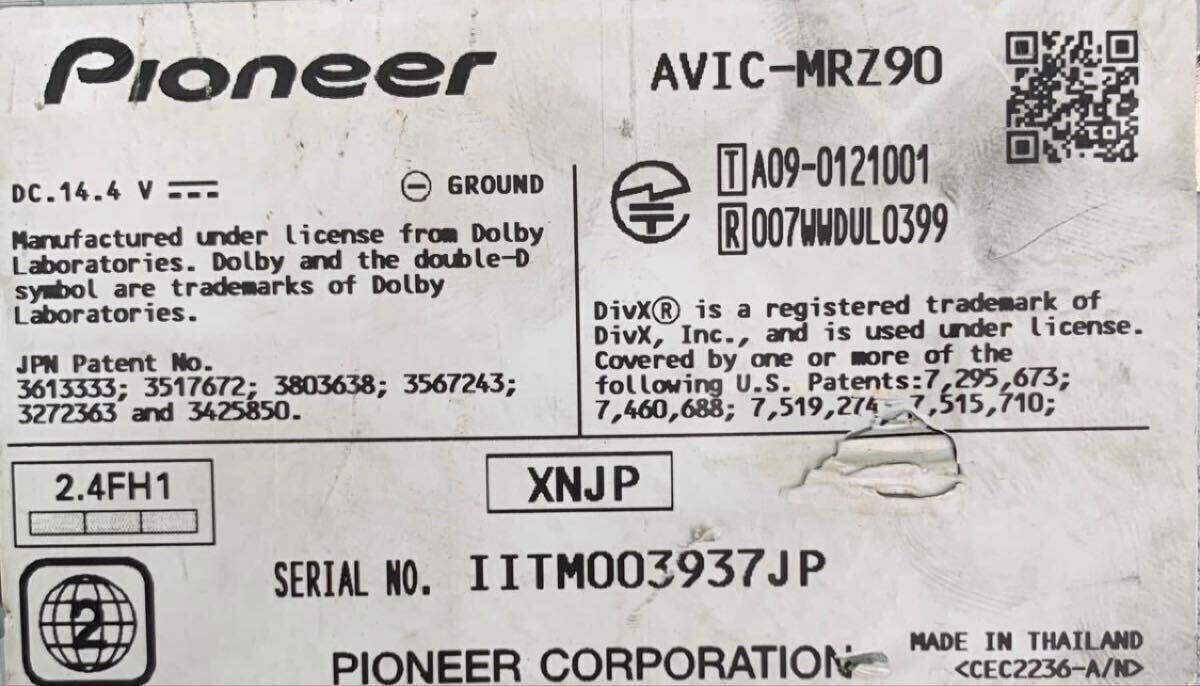 Pioneer
AVIC-MRZ90
DC.14.4 V
⊖ GROUND
T A09-0121001
R 007WWDUL0399
Manufactured under license from Dolby
Laboratories. Dolby and the double-D
symbol are trademarks of Dolby
Laboratories.
JPN Patent No.
3613333; 3517672; 3803638; 3567243;
3272363 and 3425850.
DivX® is a registered trademark of
DivX, Inc., and is used under license.
Covered by one or more of the
following U.S. Patents:7,295,673;
7,460,688; 7,519,274 7,515,710;
2.4FH1
XNJP
2
SERIAL NO. IITM003937JP
PIONEER CORPORATION
MADE IN THAILAND
<CEC2236-A/N>